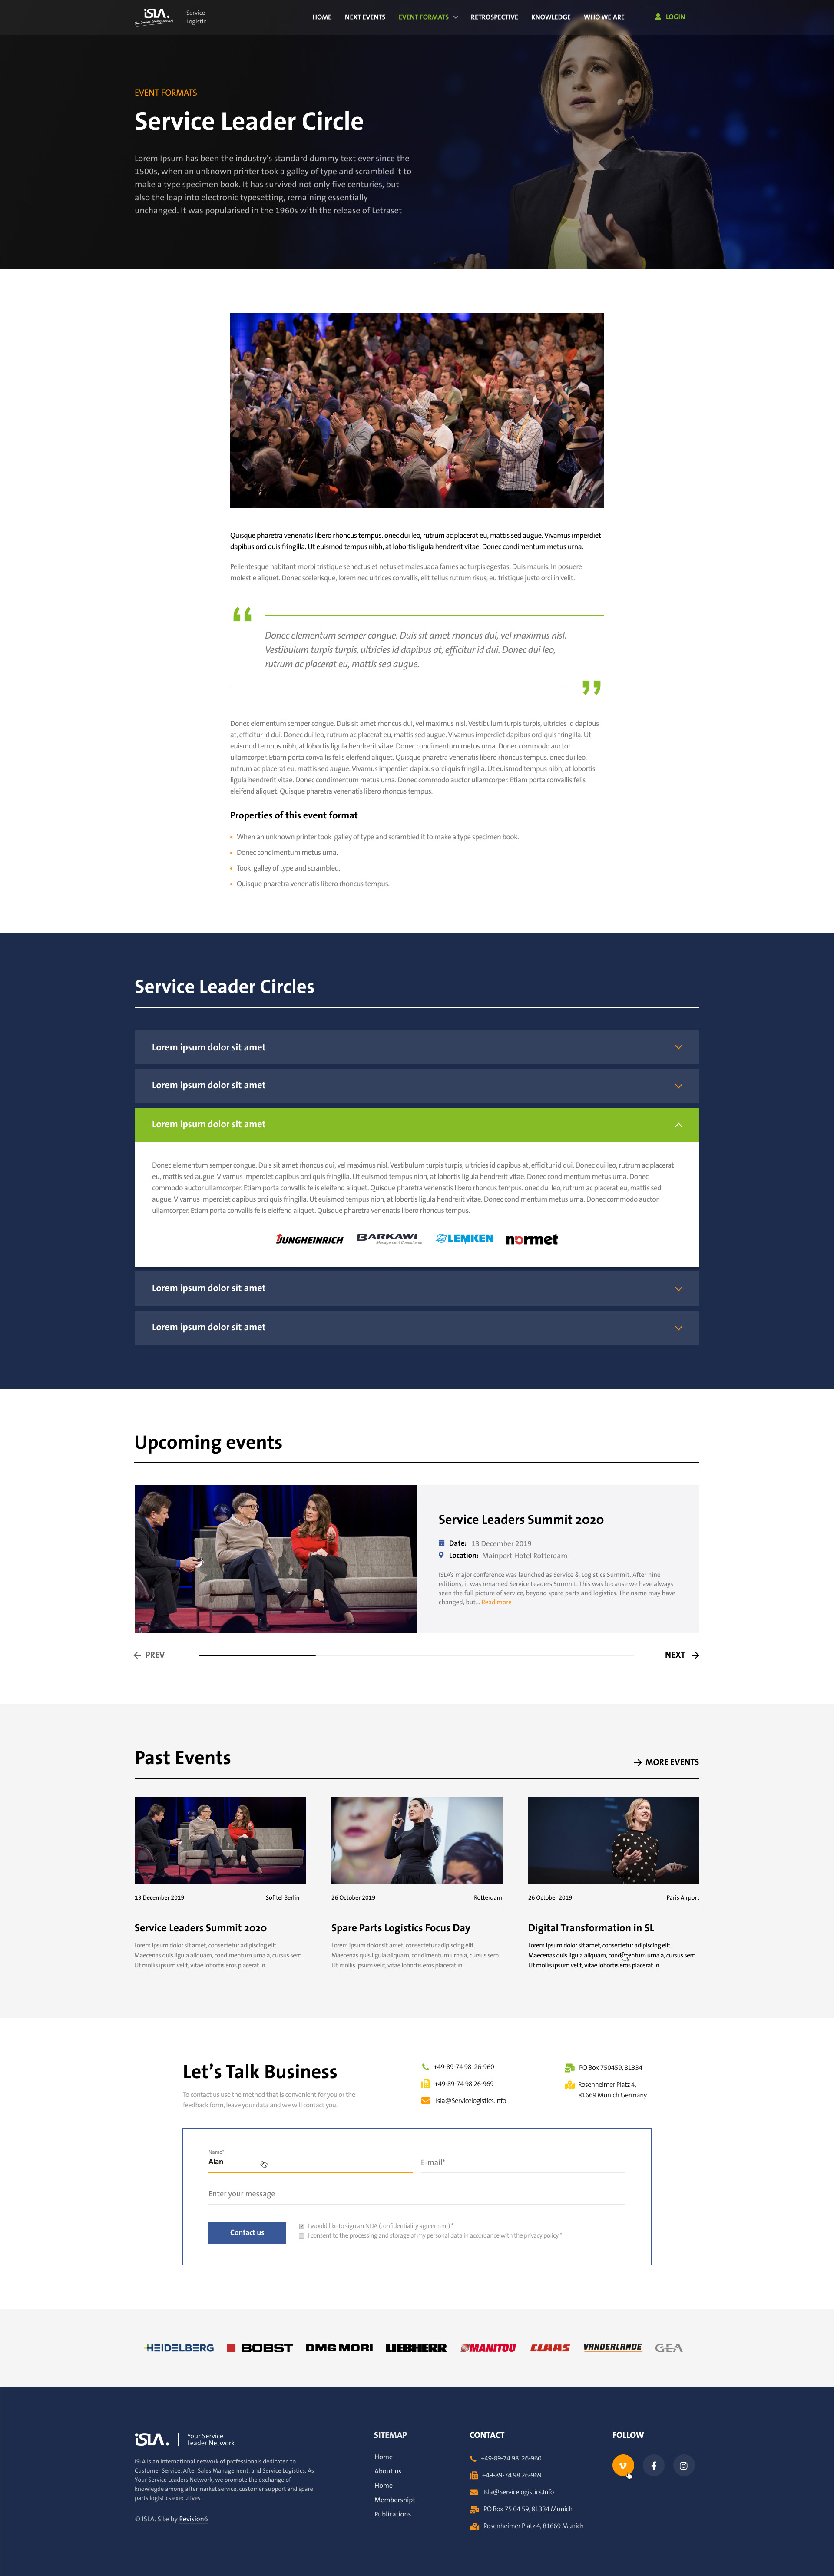 iSLA.
Your Service Leaders Network
Service
Logistic
HOME
NEXT EVENTS
EVENT FORMATS
RETROSPECTIVE
KNOWLEDGE
WHO WE ARE
LOGIN
EVENT FORMATS
Service Leader Circle
Lorem Ipsum has been the industry's standard dummy text ever since the
1500s, when an unknown printer took a galley of type and scrambled it to
make a type specimen book. It has survived not only five centuries, but
also the leap into electronic typesetting, remaining essentially
unchanged. It was popularised in the 1960s with the release of Letraset
Quisque pharetra venenatis libero rhoncus tempus. onec dui leo, rutrum ac placerat eu, mattis sed augue. Vivamus imperdiet
dapibus orci quis fringilla. Ut euismod tempus nibh, at lobortis ligula hendrerit vitae. Donec condimentum metus urna.
Pellentesque habitant morbi tristique senectus et netus et malesuada fames ac turpis egestas. Duis mauris. In posuere
molestie aliquet. Donec scelerisque, lorem nec ultrices convallis, elit tellus rutrum risus, eu tristique justo orci in velit.
“
Donec elementum semper congue. Duis sit amet rhoncus dui, vel maximus nisl.
Vestibulum turpis turpis, ultricies id dapibus at, efficitur id dui. Donec dui leo,
rutrum ac placerat eu, mattis sed augue.
”
Donec elementum semper congue. Duis sit amet rhoncus dui, vel maximus nisl. Vestibulum turpis turpis, ultricies id dapibus
at, efficitur id dui. Donec dui leo, rutrum ac placerat eu, mattis sed augue. Vivamus imperdiet dapibus orci quis fringilla. Ut
euismod tempus nibh, at lobortis ligula hendrerit vitae. Donec condimentum metus urna. Donec commodo auctor
ullamcorper. Etiam porta convallis felis eleifend aliquet. Quisque pharetra venenatis libero rhoncus tempus. onec dui leo,
rutrum ac placerat eu, mattis sed augue. Vivamus imperdiet dapibus orci quis fringilla. Ut euismod tempus nibh, at lobortis
ligula hendrerit vitae. Donec condimentum metus urna. Donec commodo auctor ullamcorper. Etiam porta convallis felis
eleifend aliquet. Quisque pharetra venenatis libero rhoncus tempus.
Properties of this event format
When an unknown printer took galley of type and scrambled it to make a type specimen book.
Donec condimentum metus urna.
Took galley of type and scrambled.
Quisque pharetra venenatis libero rhoncus tempus.
Service Leader Circles
Lorem ipsum dolor sit amet
Lorem ipsum dolor sit amet
Lorem ipsum dolor sit amet
Donec elementum semper congue. Duis sit amet rhoncus dui, vel maximus nisl. Vestibulum turpis turpis, ultricies id dapibus at, efficitur id dui. Donec dui leo, rutrum ac placerat
eu, mattis sed augue. Vivamus imperdiet dapibus orci quis fringilla. Ut euismod tempus nibh, at lobortis ligula hendrerit vitae. Donec condimentum metus urna. Donec
commodo auctor ullamcorper. Etiam porta convallis felis eleifend aliquet. Quisque pharetra venenatis libero rhoncus tempus. onec dui leo, rutrum ac placerat eu, mattis sed
augue. Vivamus imperdiet dapibus orci quis fringilla. Ut euismod tempus nibh, at lobortis ligula hendrerit vitae. Donec condimentum metus urna. Donec commodo auctor
ullamcorper. Etiam porta convallis felis eleifend aliquet. Quisque pharetra venenatis libero rhoncus tempus.
JUNGHEINRICH
BARKAWI
Management Consultants
LEMKEN
normet
Lorem ipsum dolor sit amet
Lorem ipsum dolor sit amet
Upcoming events
Service Leaders Summit 2020
Date: 13 December 2019
Location: Mainport Hotel Rotterdam
ISLA's major conference was launched as Service & Logistics Summit. After nine
editions, it was renamed Service Leaders Summit. This was because we have always
seen the full picture of service, beyond spare parts and logistics. The name may have
changed, but... Read more
PREV
NEXT
Past Events
MORE EVENTS
13 December 2019
Sofitel Berlin
Service Leaders Summit 2020
Lorem ipsum dolor sit amet, consectetur adipiscing elit.
Maecenas quis ligula aliquam, condimentum urna a, cursus sem.
Ut mollis ipsum velit, vitae lobortis eros placerat in.
26 October 2019
Rotterdam
Spare Parts Logistics Focus Day
Lorem ipsum dolor sit amet, consectetur adipiscing elit.
Maecenas quis ligula aliquam, condimentum urna a, cursus sem.
Ut mollis ipsum velit, vitae lobortis eros placerat in.
26 October 2019
Paris Airport
Digital Transformation in SL
Lorem ipsum dolor sit amet, consectetur adipiscing elit.
Maecenas quis ligula aliquam, condimentum urna a, cursus sem.
Ut mollis ipsum velit, vitae lobortis eros placerat in.
Let's Talk Business
To contact us use the method that is convenient for you or the
feedback form, leave your data and we will contact you.
+49-89-74 98 26-960
+49-89-74 98 26-969
Isla@Servicelogistics.Info
PO Box 750459, 81334
Rosenheimer Platz 4,
81669 Munich Germany
Name*
Alan
E-mail*
Enter your message
Contact us
I would like to sign an NDA (confidentiality agreement) *
I consent to the processing and storage of my personal data in accordance with the privacy policy *
HEIDELBERG
BOBST
DMG MORI
LIEBHERR
MANITOU
CLAAS
VANDERLANDE
GEA
iSLA.
Your Service
Leader Network
ISLA is an international network of professionals dedicated to
Customer Service, After Sales Management, and Service Logistics. As
Your Service Leaders Network, we promote the exchange of
knowlegde among aftermarket service, customer support and spare
parts logistics executives.
© ISLA. Site by Revision6
SITEMAP
Home
About us
Home
Membershipt
Publications
CONTACT
+49-89-74 98 26-960
+49-89-74 98 26-969
Isla@Servicelogistics.Info
PO Box 75 04 59, 81334 Munich
Rosenheimer Platz 4, 81669 Munich
FOLLOW